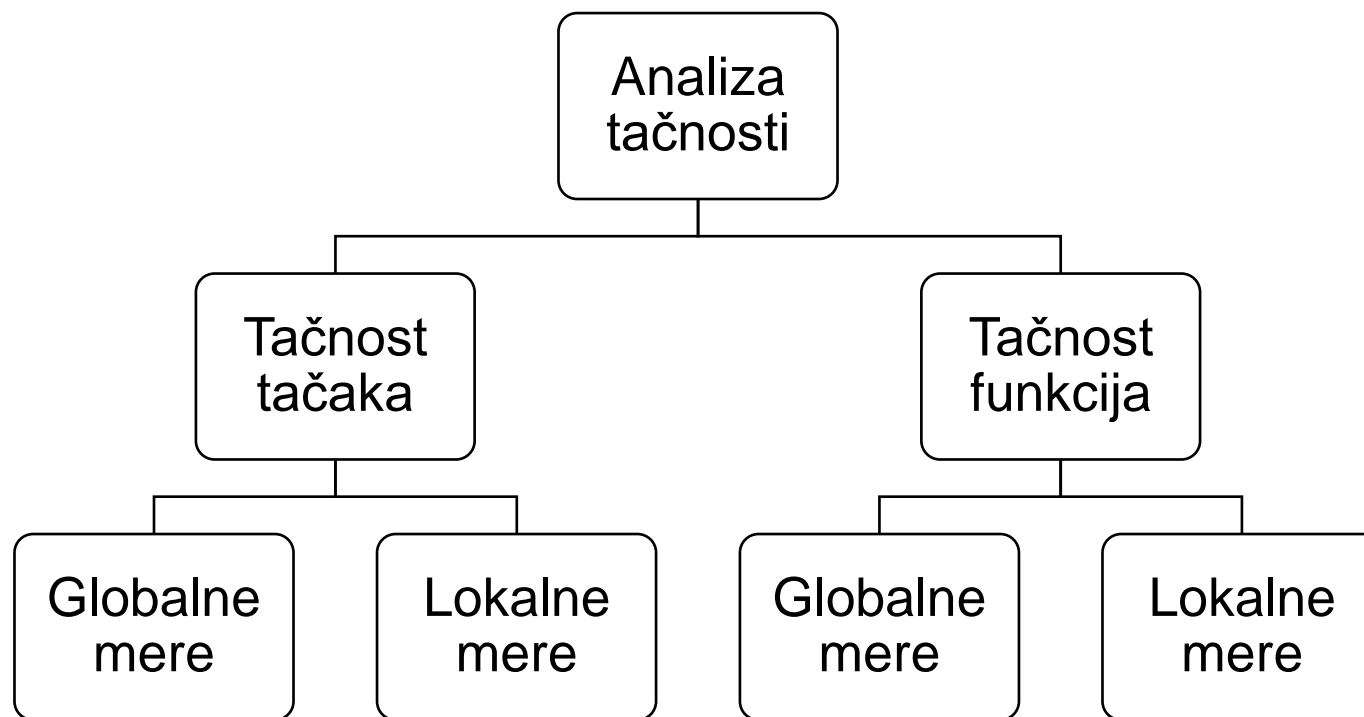 Analiza
tačnosti
Tačnost
tačaka
Tačnost
funkcija
Globalne
mere
Lokalne
mere
Globalne
mere
Lokalne
mere